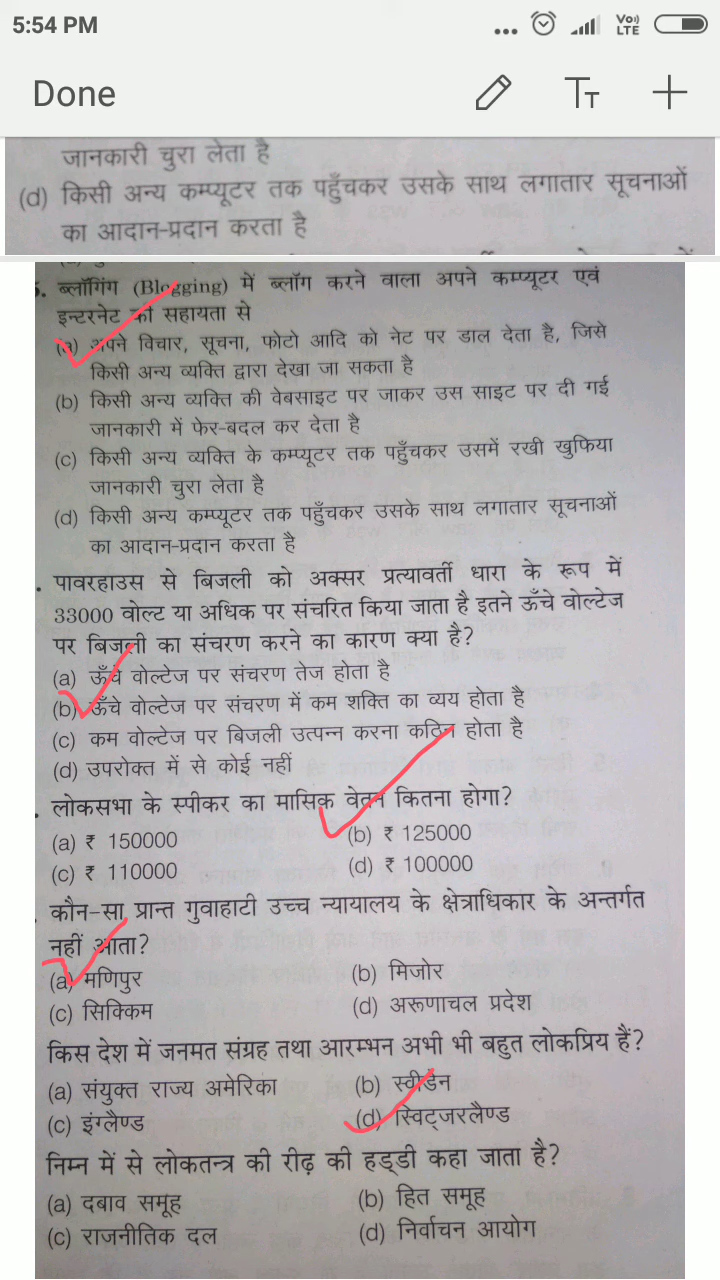 5:54 PM
Vo)) LTE
Done
TT
जानकारी चुरा लेता है
(d) किसी अन्य कम्प्यूटर तक पहुँचकर उसके साथ लगातार सूचनाओं
का आदान-प्रदान करता है
ब्लॉगिंग (Blogging) में ब्लॉग करने वाला अपने कम्प्यूटर एवं
इन्टरनेट की सहायता से
(a) अपने विचार, सूचना, फोटो आदि को नेट पर डाल देता है, जिसे
किसी अन्य व्यक्ति द्वारा देखा जा सकता है
(b) किसी अन्य व्यक्ति की वेबसाइट पर जाकर उस साइट पर दी गई
जानकारी में फेर-बदल कर देता है
(c) किसी अन्य व्यक्ति के कम्प्यूटर तक पहुँचकर उसमें रखी खुफिया
जानकारी चुरा लेता है
(d) किसी अन्य कम्प्यूटर तक पहुँचकर उसके साथ लगातार सूचनाओं
का आदान-प्रदान करता है
. पावरहाउस से बिजली को अक्सर प्रत्यावर्ती धारा के रूप में
33000 वोल्ट या अधिक पर संचरित किया जाता है इतने ऊँचे वोल्टेज
पर बिजली का संचरण करने का कारण क्या है?
(a) ऊँचे वोल्टेज पर संचरण तेज होता है
(b) ऊँचे वोल्टेज पर संचरण में कम शक्ति का व्यय होता है
(c) कम वोल्टेज पर बिजली उत्पन्न करना कठिन होता है
(d) उपरोक्त में से कोई नहीं
. लोकसभा के स्पीकर का मासिक वेतन कितना होगा?
(a) ₹ 150000 (b) ₹ 125000
(c) ₹ 110000 (d) ₹ 100000
. कौन-सा प्रान्त गुवाहाटी उच्च न्यायालय के क्षेत्राधिकार के अन्तर्गत
नहीं आता?
(a) मणिपुर (b) मिजोर
(c) सिक्किम (d) अरूणाचल प्रदेश
किस देश में जनमत संग्रह तथा आरम्भन अभी भी बहुत लोकप्रिय हैं?
(a) संयुक्त राज्य अमेरिका (b) स्वीडेन
(c) इंग्लैण्ड (d) स्विट्जरलैण्ड
निम्न में से लोकतन्त्र की रीढ़ की हड्डी कहा जाता है?
(a) दबाव समूह (b) हित समूह
(c) राजनीतिक दल (d) निर्वाचन आयोग